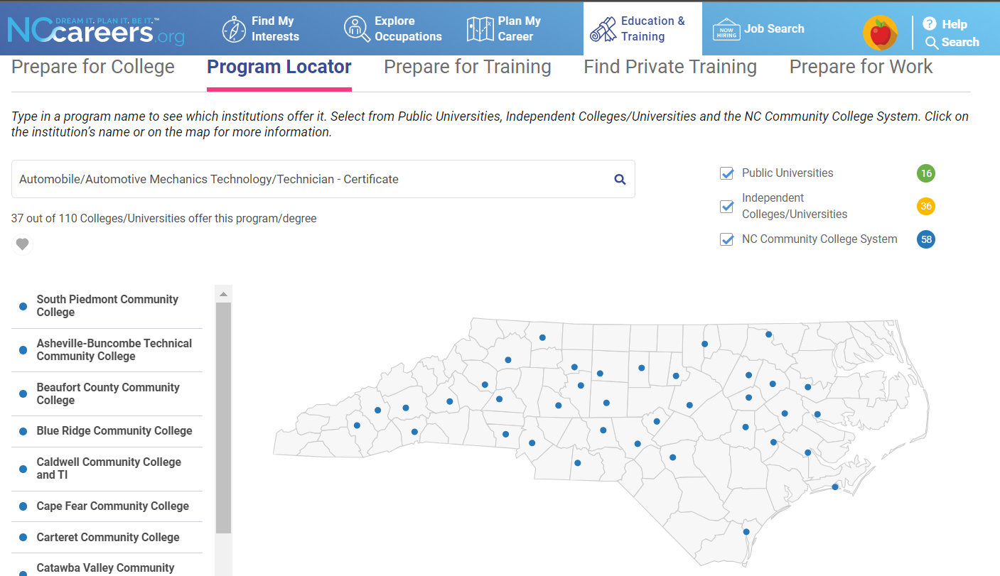 DREAM IT. PLAN IT. BE IT.™
NCcareers.org
Find My
Interests
Explore
Occupations
Plan My
Career
Education &
Training
NOW
HIRING
Job Search
? Help
Search
Prepare for College
Program Locator
Prepare for Training
Find Private Training
Prepare for Work
Type in a program name to see which institutions offer it. Select from Public Universities, Independent Colleges/Universities and the NC Community College System. Click on
the institution's name or on the map for more information.
Automobile/Automotive Mechanics Technology/Technician - Certificate
37 out of 110 Colleges/Universities offer this program/degree
Public Universities 16
Independent
Colleges/Universities 36
NC Community College System 58
South Piedmont Community
College
Asheville-Buncombe Technical
Community College
Beaufort County Community
College
Blue Ridge Community College
Caldwell Community College
and TI
Cape Fear Community College
Carteret Community College
Catawba Valley Community